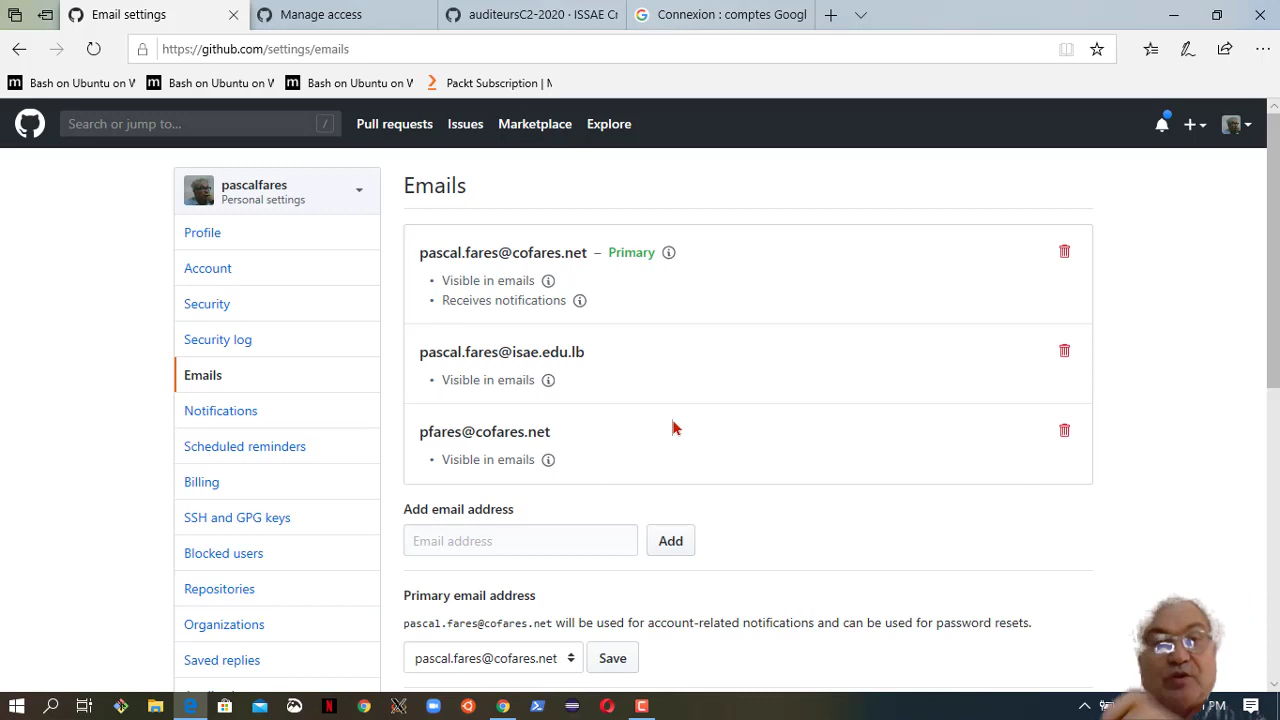 Email settings
Manage access
auditeursC2-2020 · ISSAE Cr
Connexion : comptes Googl
https://github.com/settings/emails
Bash on Ubuntu on W
Bash on Ubuntu on W
Bash on Ubuntu on W
Packt Subscription | M
Search or jump to...
/
Pull requests
Issues
Marketplace
Explore
pascalfares
Personal settings
Profile
Account
Security
Security log
Emails
Notifications
Scheduled reminders
Billing
SSH and GPG keys
Blocked users
Repositories
Organizations
Saved replies
Emails
pascal.fares@cofares.net – Primary
• Visible in emails
• Receives notifications
pascal.fares@isae.edu.lb
• Visible in emails
pfares@cofares.net
• Visible in emails
Add email address
Email address
Add
Primary email address
pascal.fares@cofares.net will be used for account-related notifications and can be used for password resets.
pascal.fares@cofares.net
Save
PM